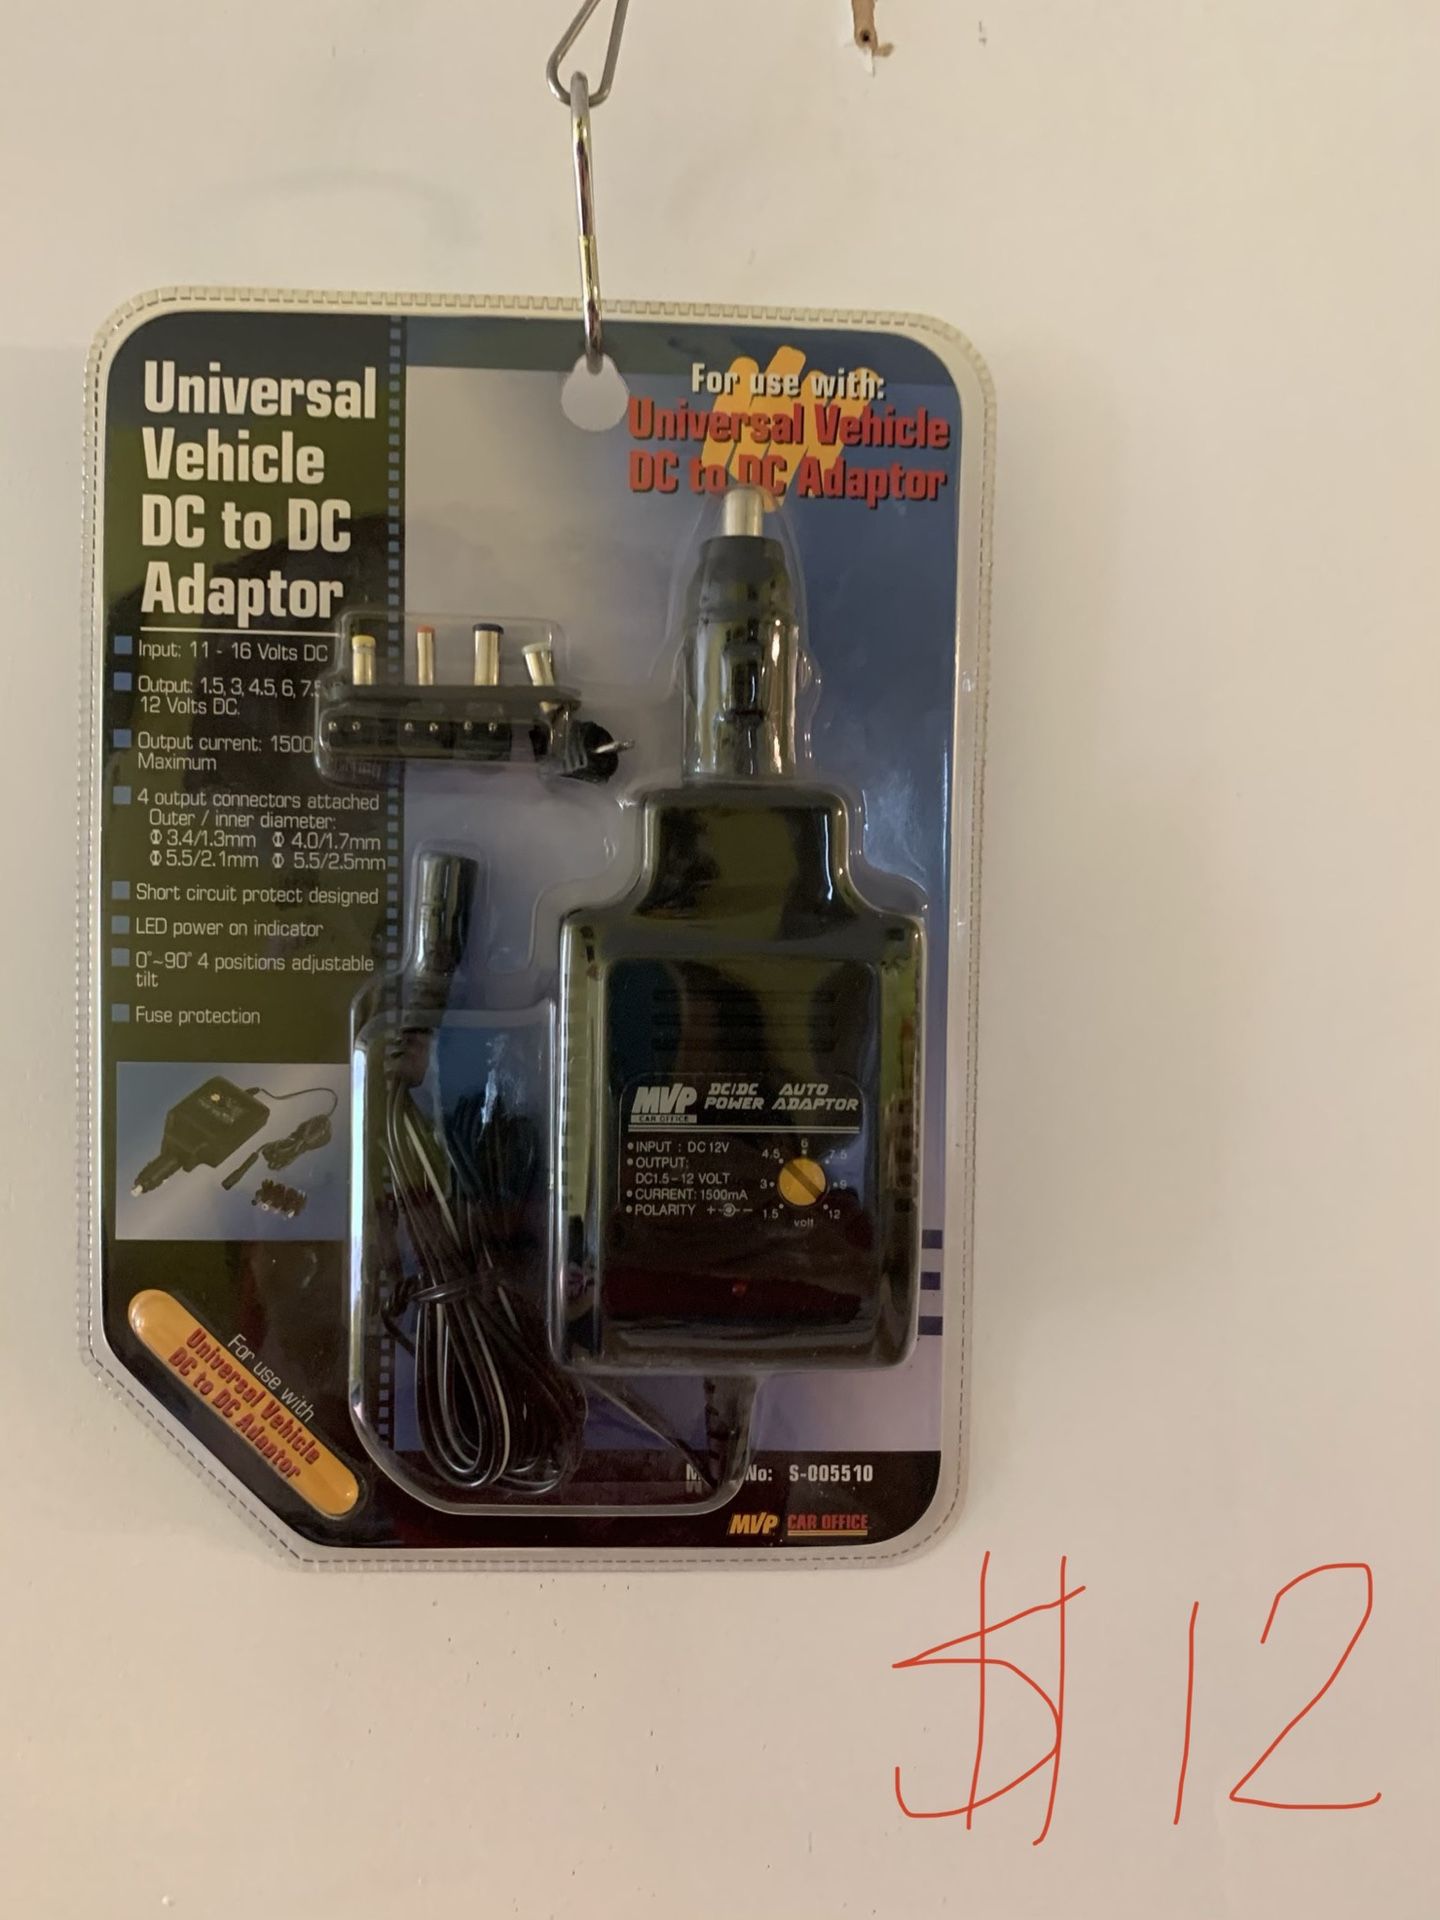 Universal
Vehicle
DC to DC
Adaptor
Input: 11 - 16 Volts DC
Output: 1.5, 3, 4.5, 6,
12 Volts DC.
Output current: 1500
Maximum
4 output connectors attached
Outer / inner diameter:
Φ 3.4/1.3mm Φ 4.0/1.7mm
Φ 5.5/2.1mm Φ 5.5/2.5mm
Short circuit protect designed
LED power on indicator
0°~90° 4 positions adjustable
tilt
Fuse protection
For use with
Universal Vehicle
DC to DC Adaptor
For use with:
Universal Vehicle
DC to DC Adaptor
MVP
CAR OFFICE
DC/DC AUTO
POWER ADAPTOR
• INPUT : DC 12V
• OUTPUT:
DC1.5 – 12 VOLT
• CURRENT: 1500mA
• POLARITY + –
1.5 3 4.5 6 7.5 9 12
volt
No: S-005510
MVP CAR OFFICE
$12